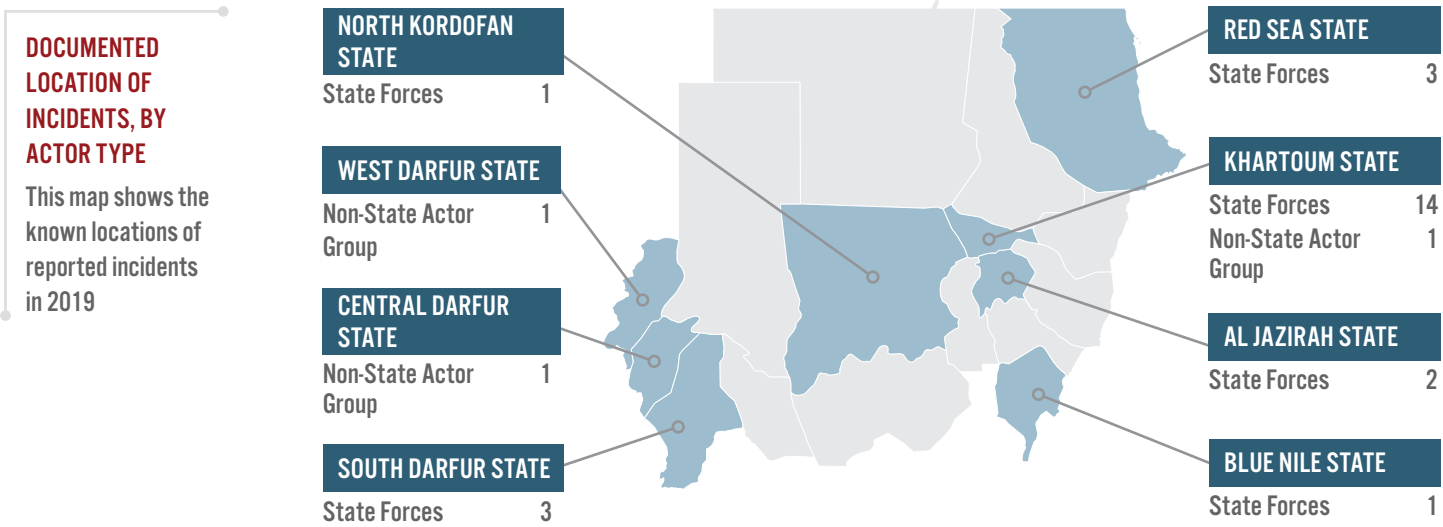 DOCUMENTED
LOCATION OF
INCIDENTS, BY
ACTOR TYPE
This map shows the
known locations of
reported incidents
in 2019
NORTH KORDOFAN
STATE
State Forces 1
WEST DARFUR STATE
Non-State Actor 1
Group
CENTRAL DARFUR
STATE
Non-State Actor 1
Group
SOUTH DARFUR STATE
State Forces 3
RED SEA STATE
State Forces 3
KHARTOUM STATE
State Forces 14
Non-State Actor 1
Group
AL JAZIRAH STATE
State Forces 2
BLUE NILE STATE
State Forces 1